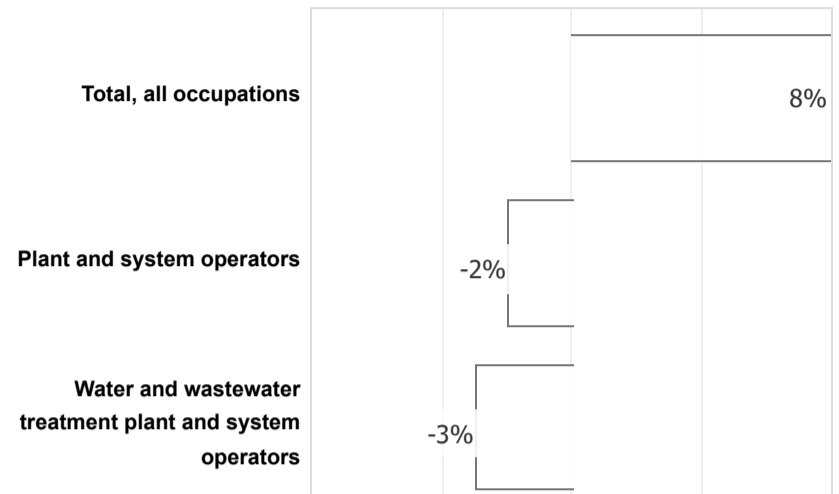 Total, all occupations
8%
Plant and system operators
-2%
Water and wastewater
treatment plant and system
operators
-3%